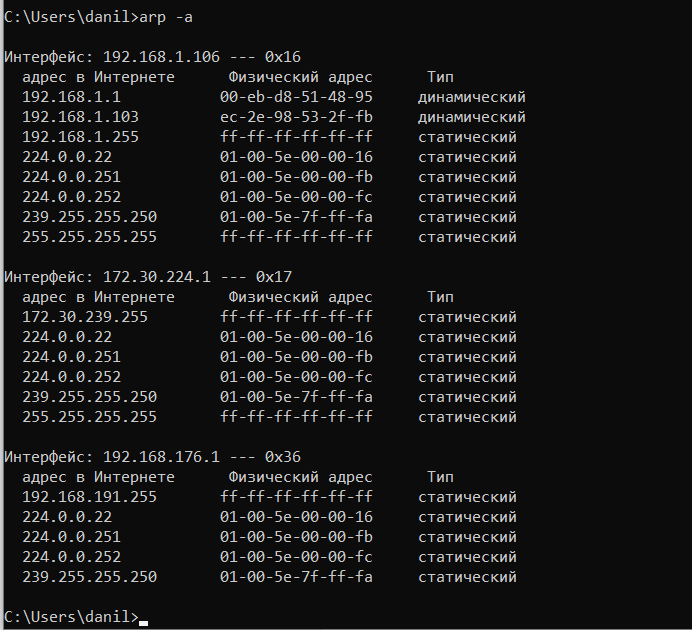 C:\Users\danil>arp -a
Интерфейс: 192.168.1.106 --- 0x16
адрес в Интернете Физический адрес Тип
192.168.1.1 00-eb-d8-51-48-95 динамический
192.168.1.103 ec-2e-98-53-2f-fb динамический
192.168.1.255 ff-ff-ff-ff-ff-ff статический
224.0.0.22 01-00-5e-00-00-16 статический
224.0.0.251 01-00-5e-00-00-fb статический
224.0.0.252 01-00-5e-00-00-fc статический
239.255.255.250 01-00-5e-7f-ff-fa статический
255.255.255.255 ff-ff-ff-ff-ff-ff статический
Интерфейс: 172.30.224.1 --- 0x17
адрес в Интернете Физический адрес Тип
172.30.239.255 ff-ff-ff-ff-ff-ff статический
224.0.0.22 01-00-5e-00-00-16 статический
224.0.0.251 01-00-5e-00-00-fb статический
224.0.0.252 01-00-5e-00-00-fc статический
239.255.255.250 01-00-5e-7f-ff-fa статический
255.255.255.255 ff-ff-ff-ff-ff-ff статический
Интерфейс: 192.168.176.1 --- 0x36
адрес в Интернете Физический адрес Тип
192.168.191.255 ff-ff-ff-ff-ff-ff статический
224.0.0.22 01-00-5e-00-00-16 статический
224.0.0.251 01-00-5e-00-00-fb статический
224.0.0.252 01-00-5e-00-00-fc статический
239.255.255.250 01-00-5e-7f-ff-fa статический
C:\Users\danil>